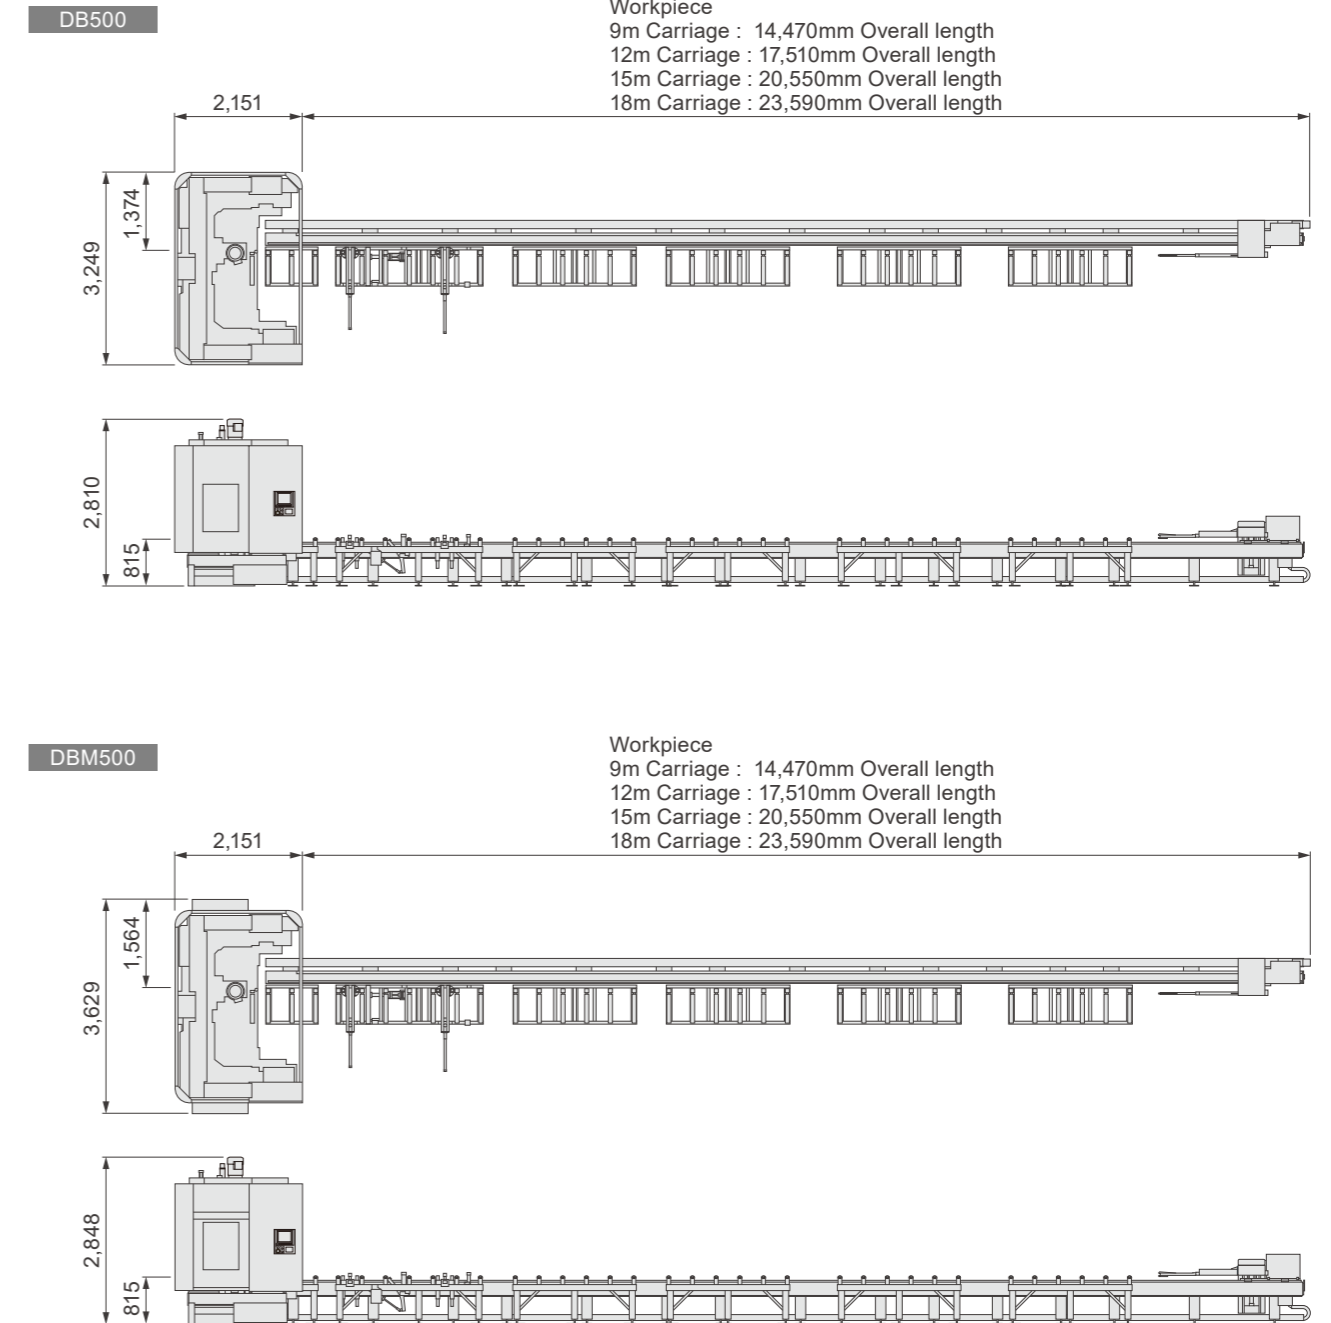 DB500
Workpiece
9m Carriage : 14,470mm Overall length
12m Carriage : 17,510mm Overall length
15m Carriage : 20,550mm Overall length
18m Carriage : 23,590mm Overall length
2,151
1,374
3,249
2,810
815
DBM500
Workpiece
9m Carriage : 14,470mm Overall length
12m Carriage : 17,510mm Overall length
15m Carriage : 20,550mm Overall length
18m Carriage : 23,590mm Overall length
2,151
1,564
3,629
2,848
815